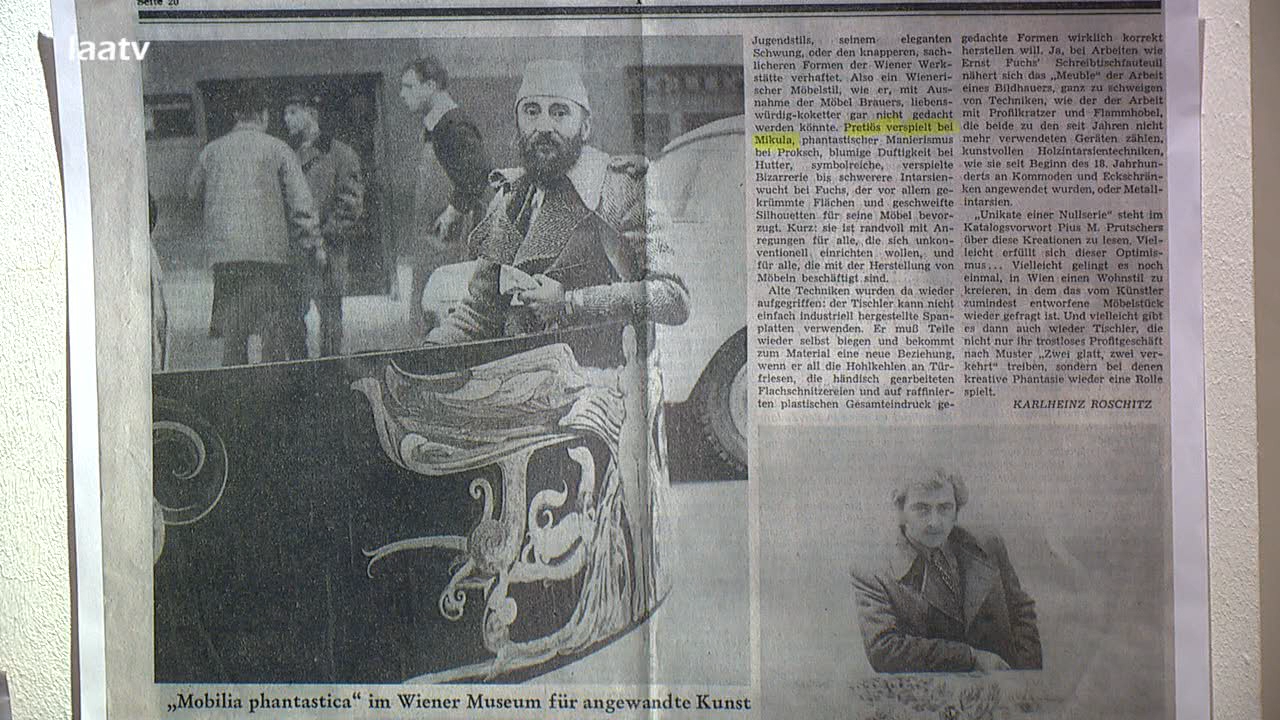 Seite 20
laatv
Jugendstils, seinem eleganten
Schwung, oder den knapperen, sach-
licheren Formen der Wiener Werk-
stätte verhaftet. Also ein Wieneri-
scher Möbelstil, wie er, mit Aus-
nahme der Möbel Brauers, liebens-
würdig-koketter gar nicht gedacht
werden könnte. Pretiös verspielt bei
Mikula, phantastischer Manierismus
bei Proksch, blumige Duftigkeit bei
Hutter, symbolreiche, verspielte
Bizarrerie bis schwere Intarsien-
wucht bei Fuchs, der vor allem ge-
krümmte Flächen und geschweifte
Silhouetten für seine Möbel bevor-
zugt. Kurz: sie ist randvoll mit An-
regungen für alle, die sich unkon-
ventionell einrichten wollen, und
für alle, die mit der Herstellung von
Möbeln beschäftigt sind.
Alte Techniken wurden da wieder
aufgegriffen: der Tischler kann nicht
einfach industriell hergestellte Span-
platten verwenden. Er muß Teile
wieder selbst biegen und bekommt
zum Material eine neue Beziehung,
wenn er all die Hohlkehlen an Tür-
friesen, die händisch gearbeiteten
Flachschnitzereien und auf raffinier-
ten plastischen Gesamteindruck ge-
gedachte Formen wirklich korrekt
herstellen will. Ja, bei Arbeiten wie
Ernst Fuchs' Schreibtischfauteuil
nähert sich das „Meuble" der Arbeit
eines Bildhauers, ganz zu schweigen
von Techniken, wie der der Arbeit
mit Profilkratzer und Flammhobel,
die beide zu den seit Jahren nicht
mehr verwendeten Geräten zählen,
kunstvollen Holzintarsientechniken,
wie sie seit Beginn des 18. Jahrhun-
derts an Kommoden und Eckschrän-
ken angewendet wurden, oder Metall-
intarsien.
„Unikate einer Nullserie" steht im
Katalogsvorwort Pius M. Prutschers
über diese Kreationen zu lesen. Viel-
leicht erfüllt sich dieser Optimis-
mus... Vielleicht gelingt es noch
einmal, in Wien einen Wohnstil zu
kreieren, in dem das vom Künstler
zumindest entworfene Möbelstück
wieder gefragt ist. Und vielleicht gibt
es dann auch wieder Tischler, die
nicht nur ihr trostloses Profitgeschäft
nach Muster „Zwei glatt, zwei ver-
kehrt" treiben, sondern bei denen
kreative Phantasie wieder eine Rolle
spielt.
KARLHEINZ ROSCHITZ
„Mobilia phantastica" im Wiener Museum für angewandte Kunst